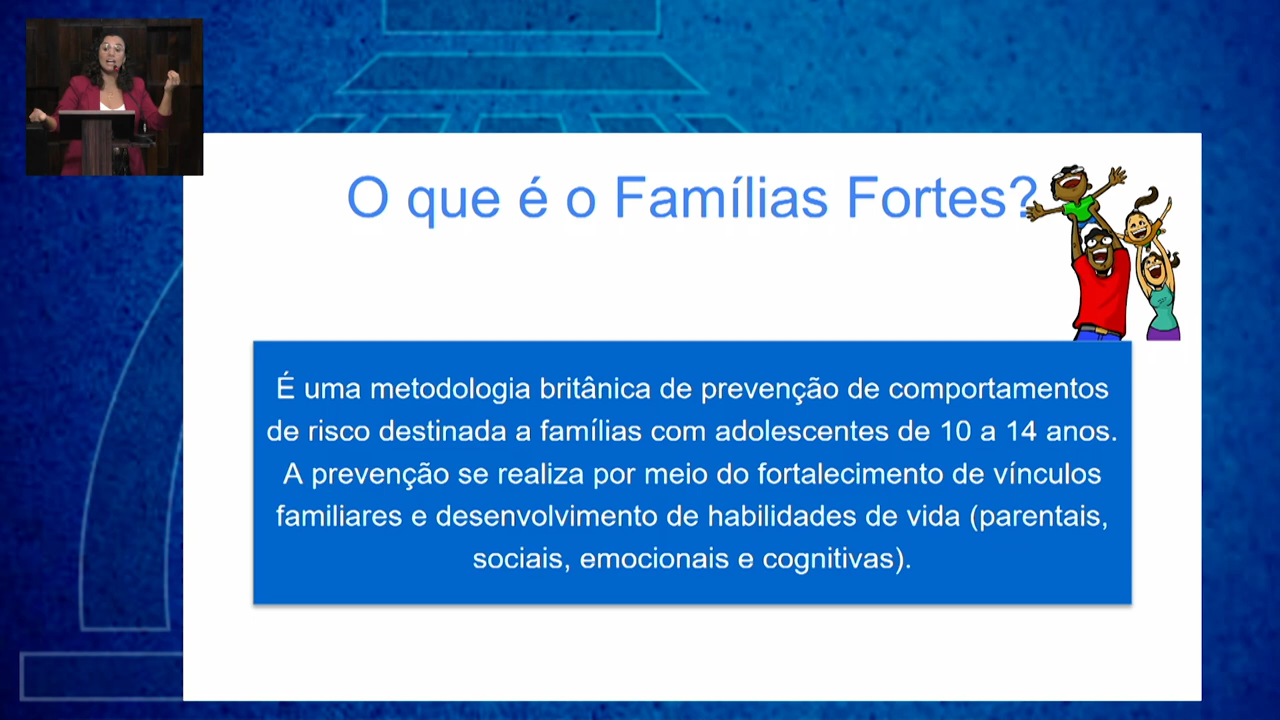 O que é o Famílias Fortes?
É uma metodologia britânica de prevenção de comportamentos
de risco destinada a famílias com adolescentes de 10 a 14 anos.
A prevenção se realiza por meio do fortalecimento de vínculos
familiares e desenvolvimento de habilidades de vida (parentais,
sociais, emocionais e cognitivas).